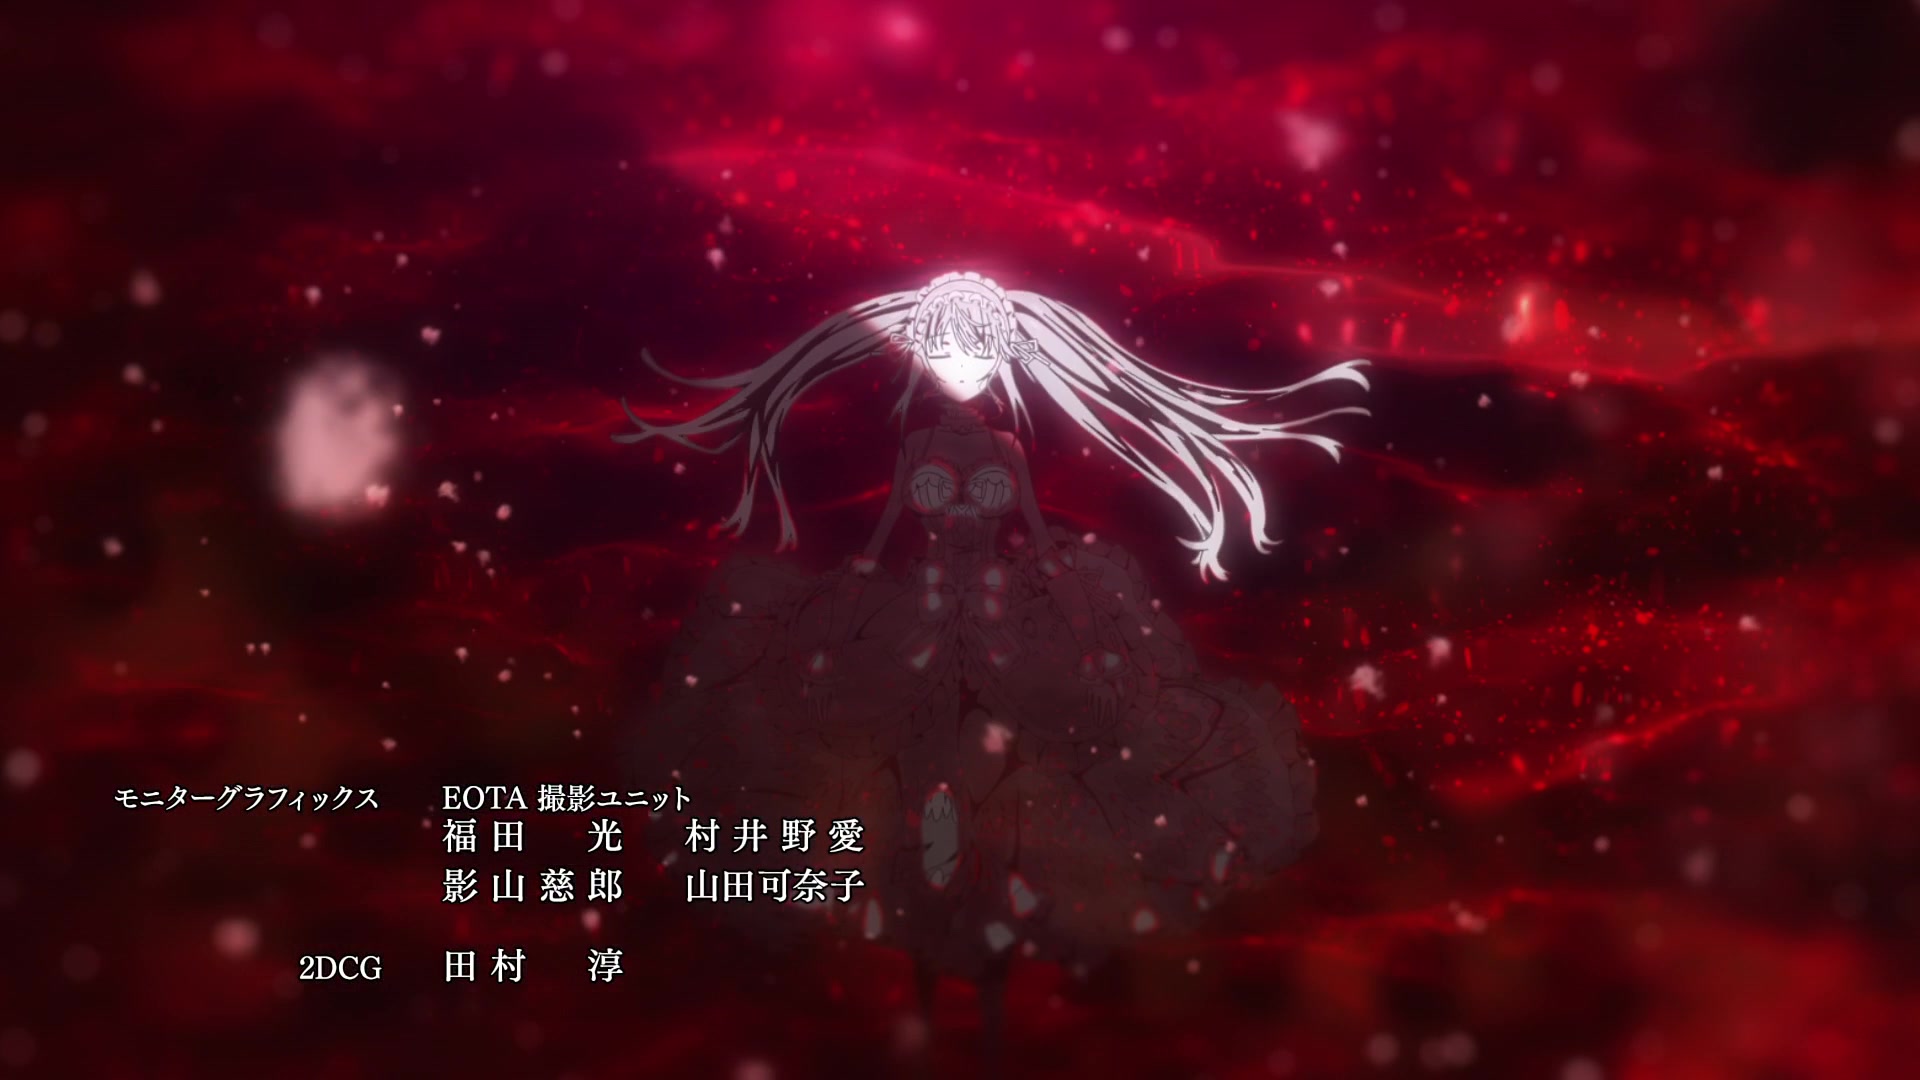 モニターグラフィックス　EOTA 撮影ユニット
福田　光　村井野愛
影山慈郎　山田可奈子
2DCG　田村　淳